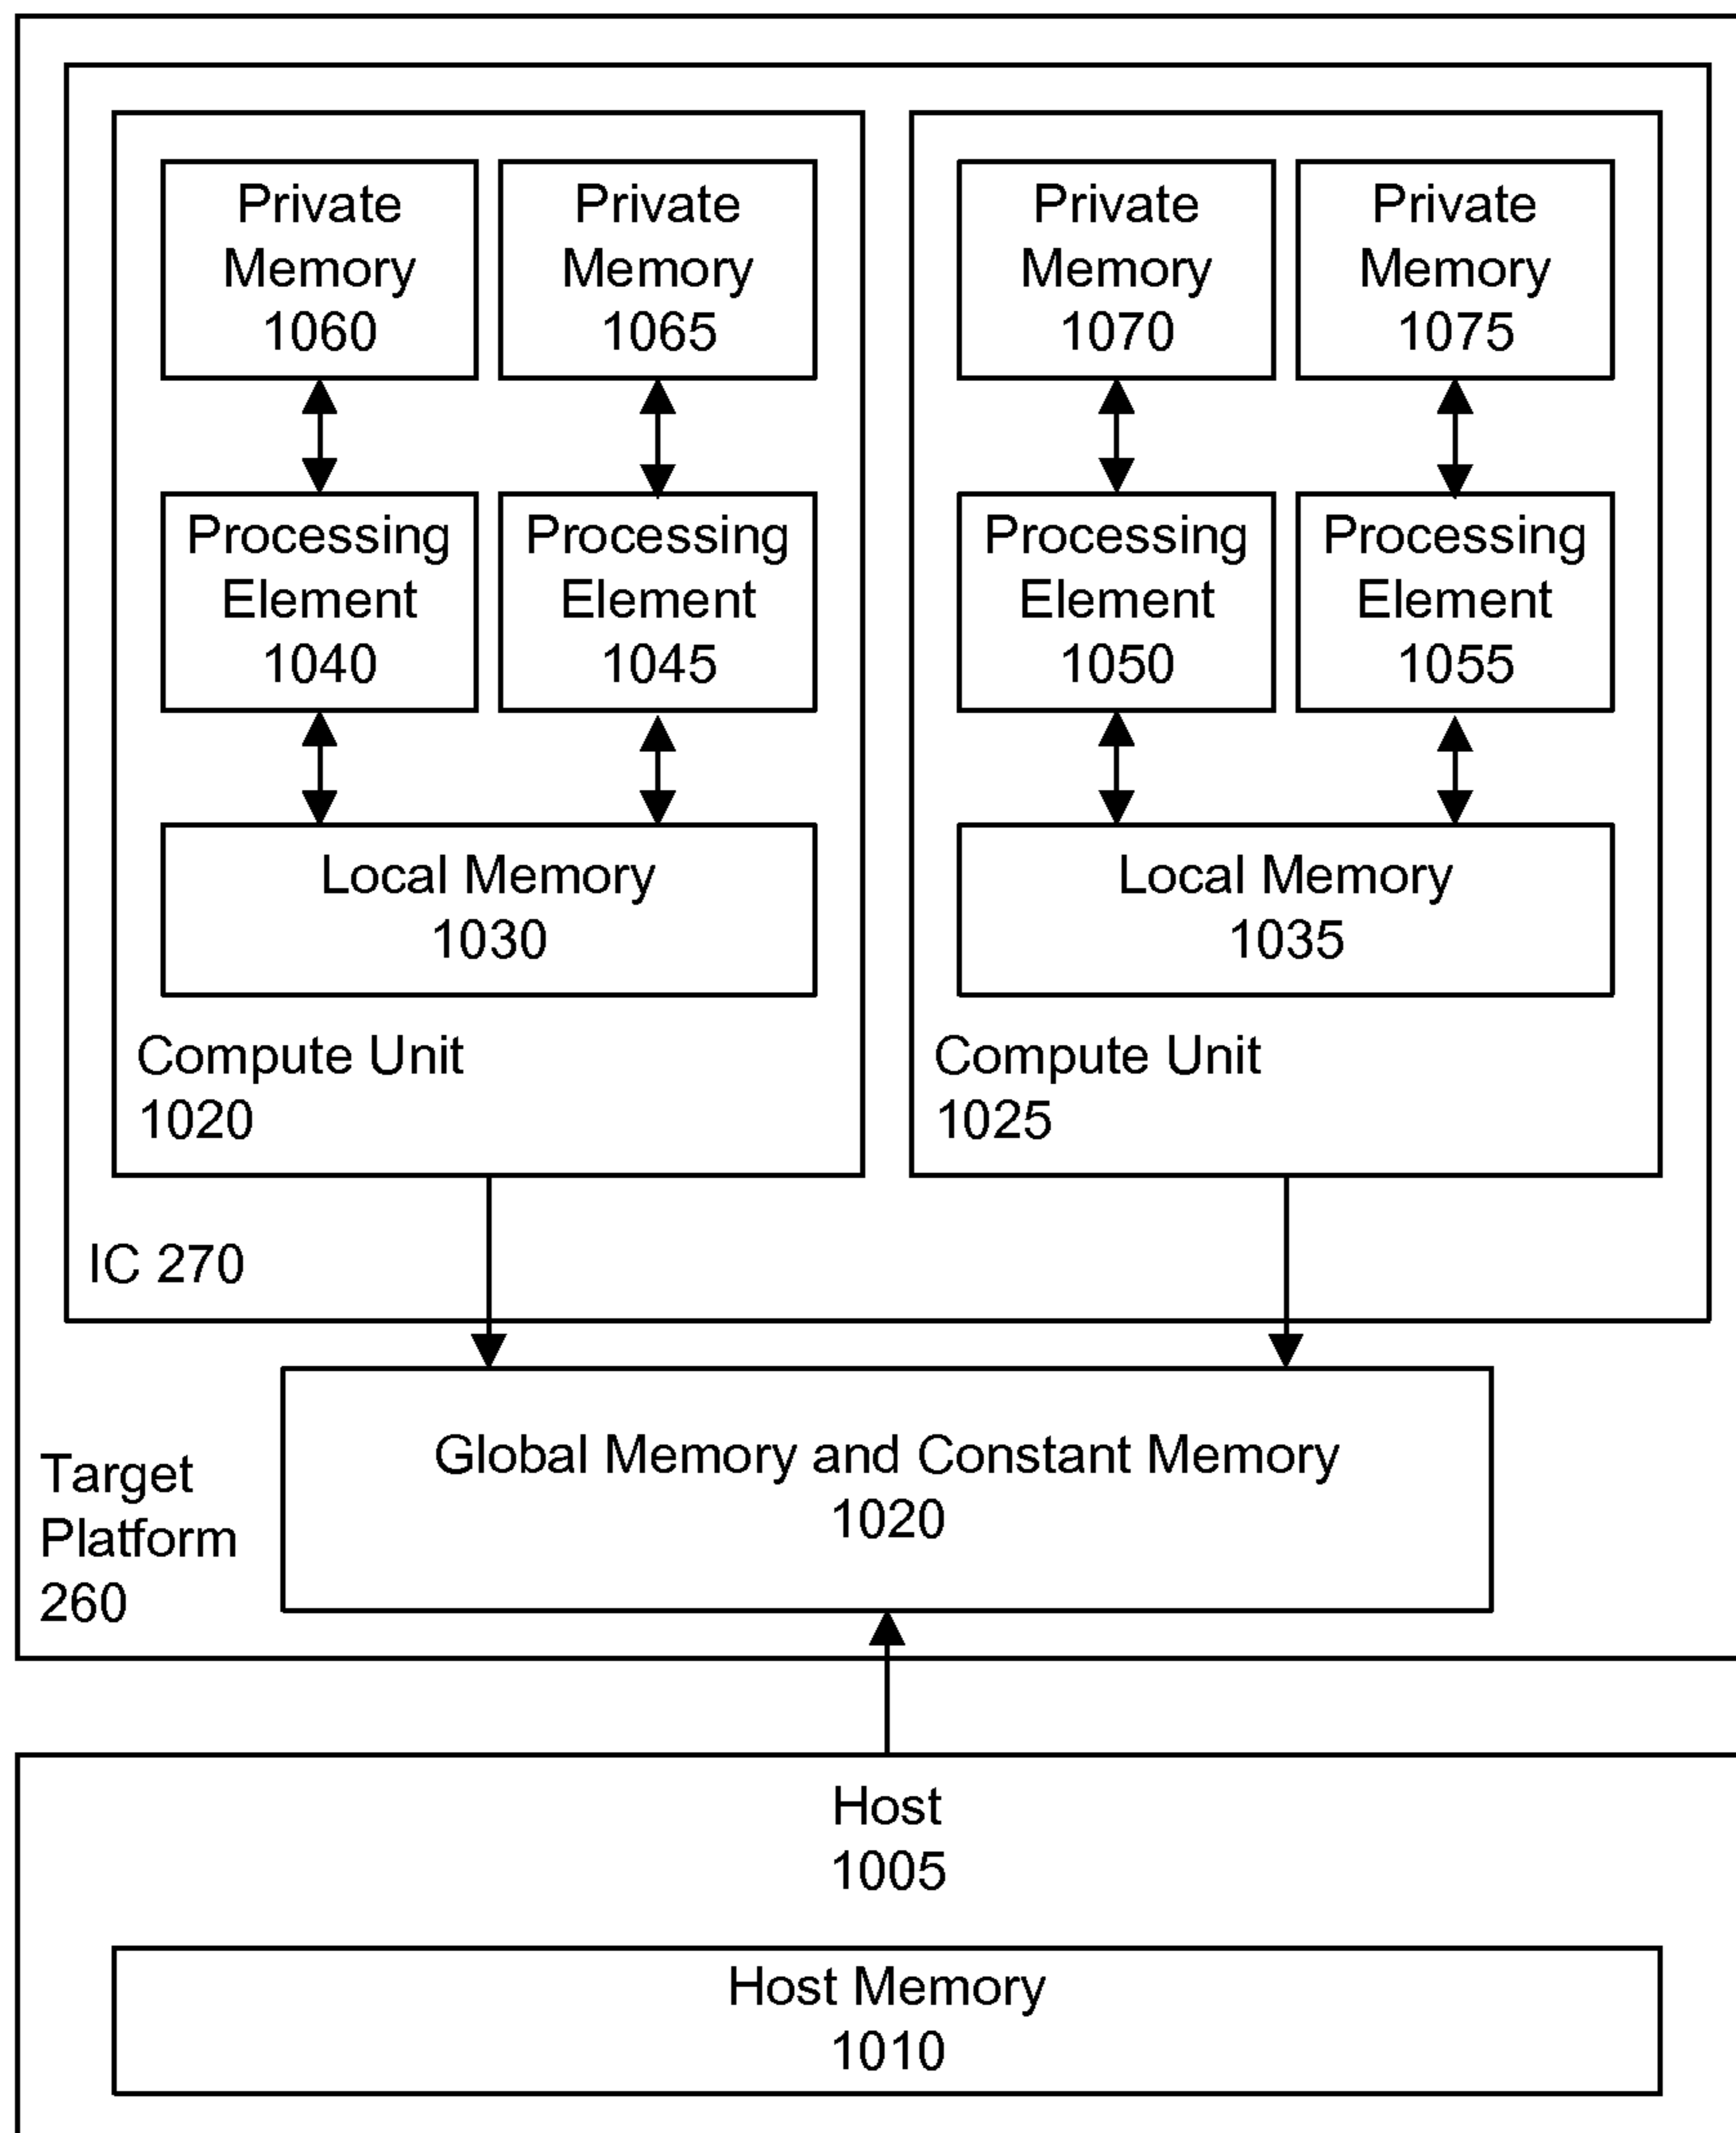 Private
Memory
1060
Private
Memory
1065
Private
Memory
1070
Private
Memory
1075
Processing
Element
1040
Processing
Element
1045
Processing
Element
1050
Processing
Element
1055
Local Memory
1030
Local Memory
1035
Compute Unit
1020
Compute Unit
1025
IC 270
Global Memory and Constant Memory
1020
Target
Platform
260
Host
1005
Host Memory
1010